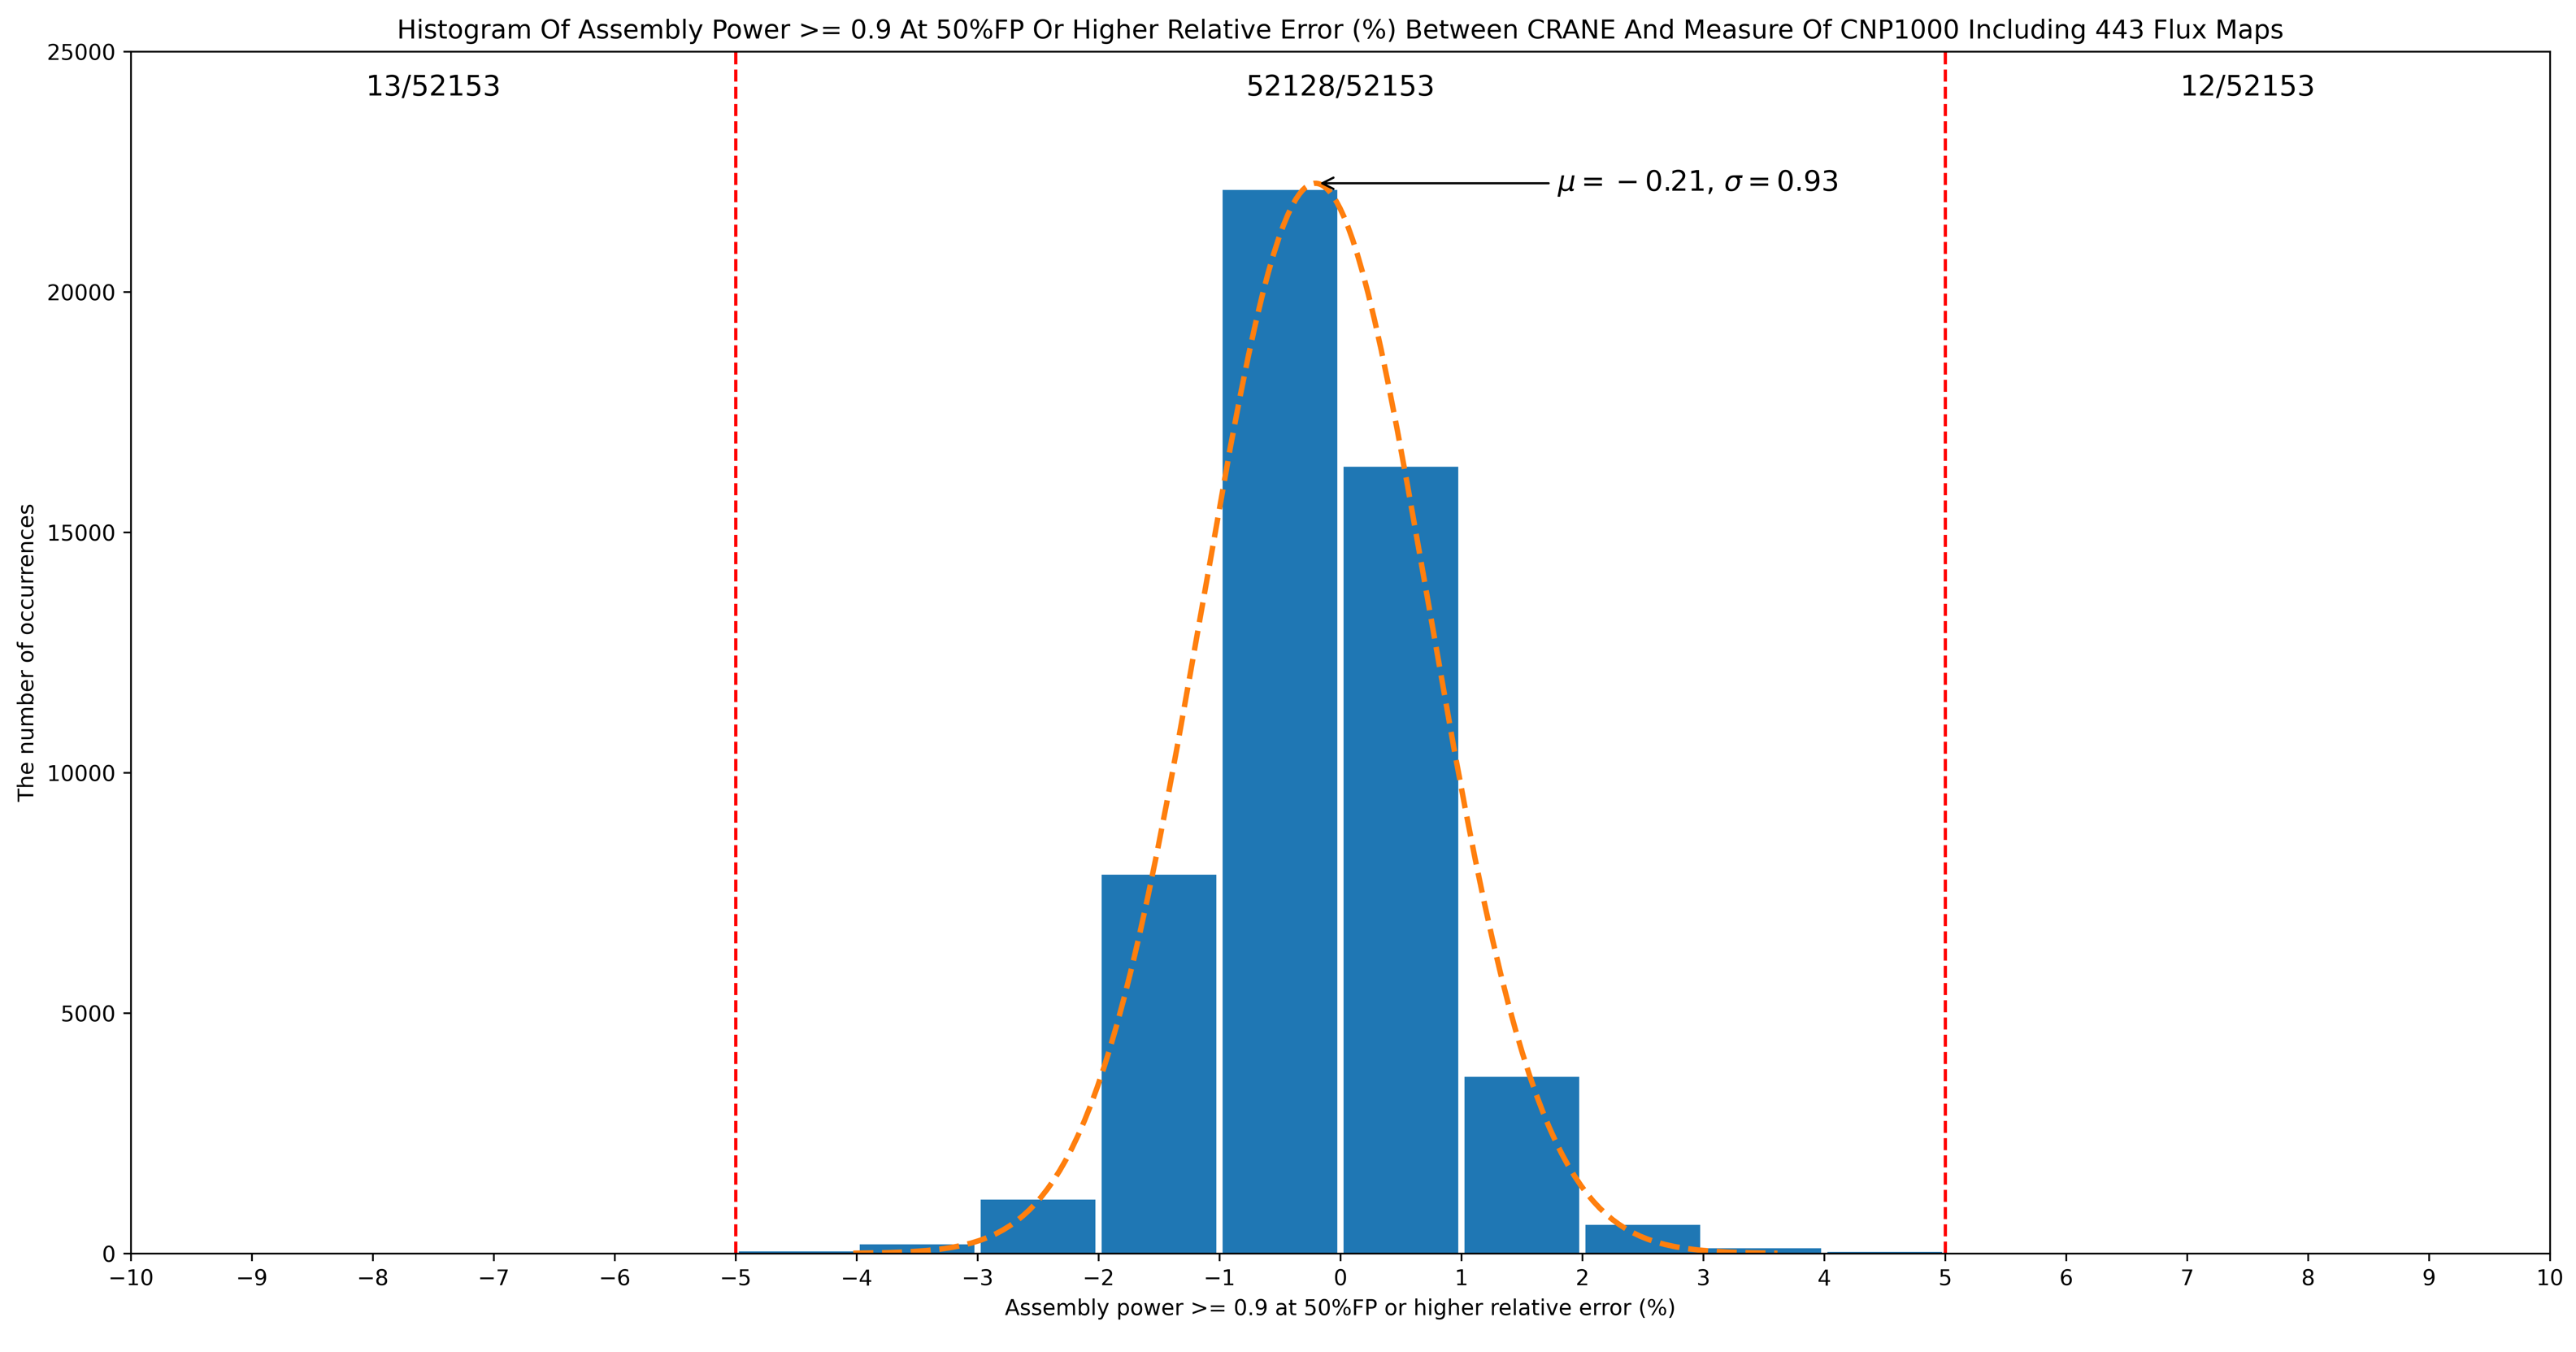 Histogram Of Assembly Power >= 0.9 At 50%FP Or Higher Relative Error (%) Between CRANE And Measure Of CNP1000 Including 443 Flux Maps
25000
13/52153
52128/52153
12/52153
μ = −0.21, σ = 0.93
20000
15000
10000
5000
0
The number of occurrences
−10 −9 −8 −7 −6 −5 −4 −3 −2 −1 0 1 2 3 4 5 6 7 8 9 10
Assembly power >= 0.9 at 50%FP or higher relative error (%)